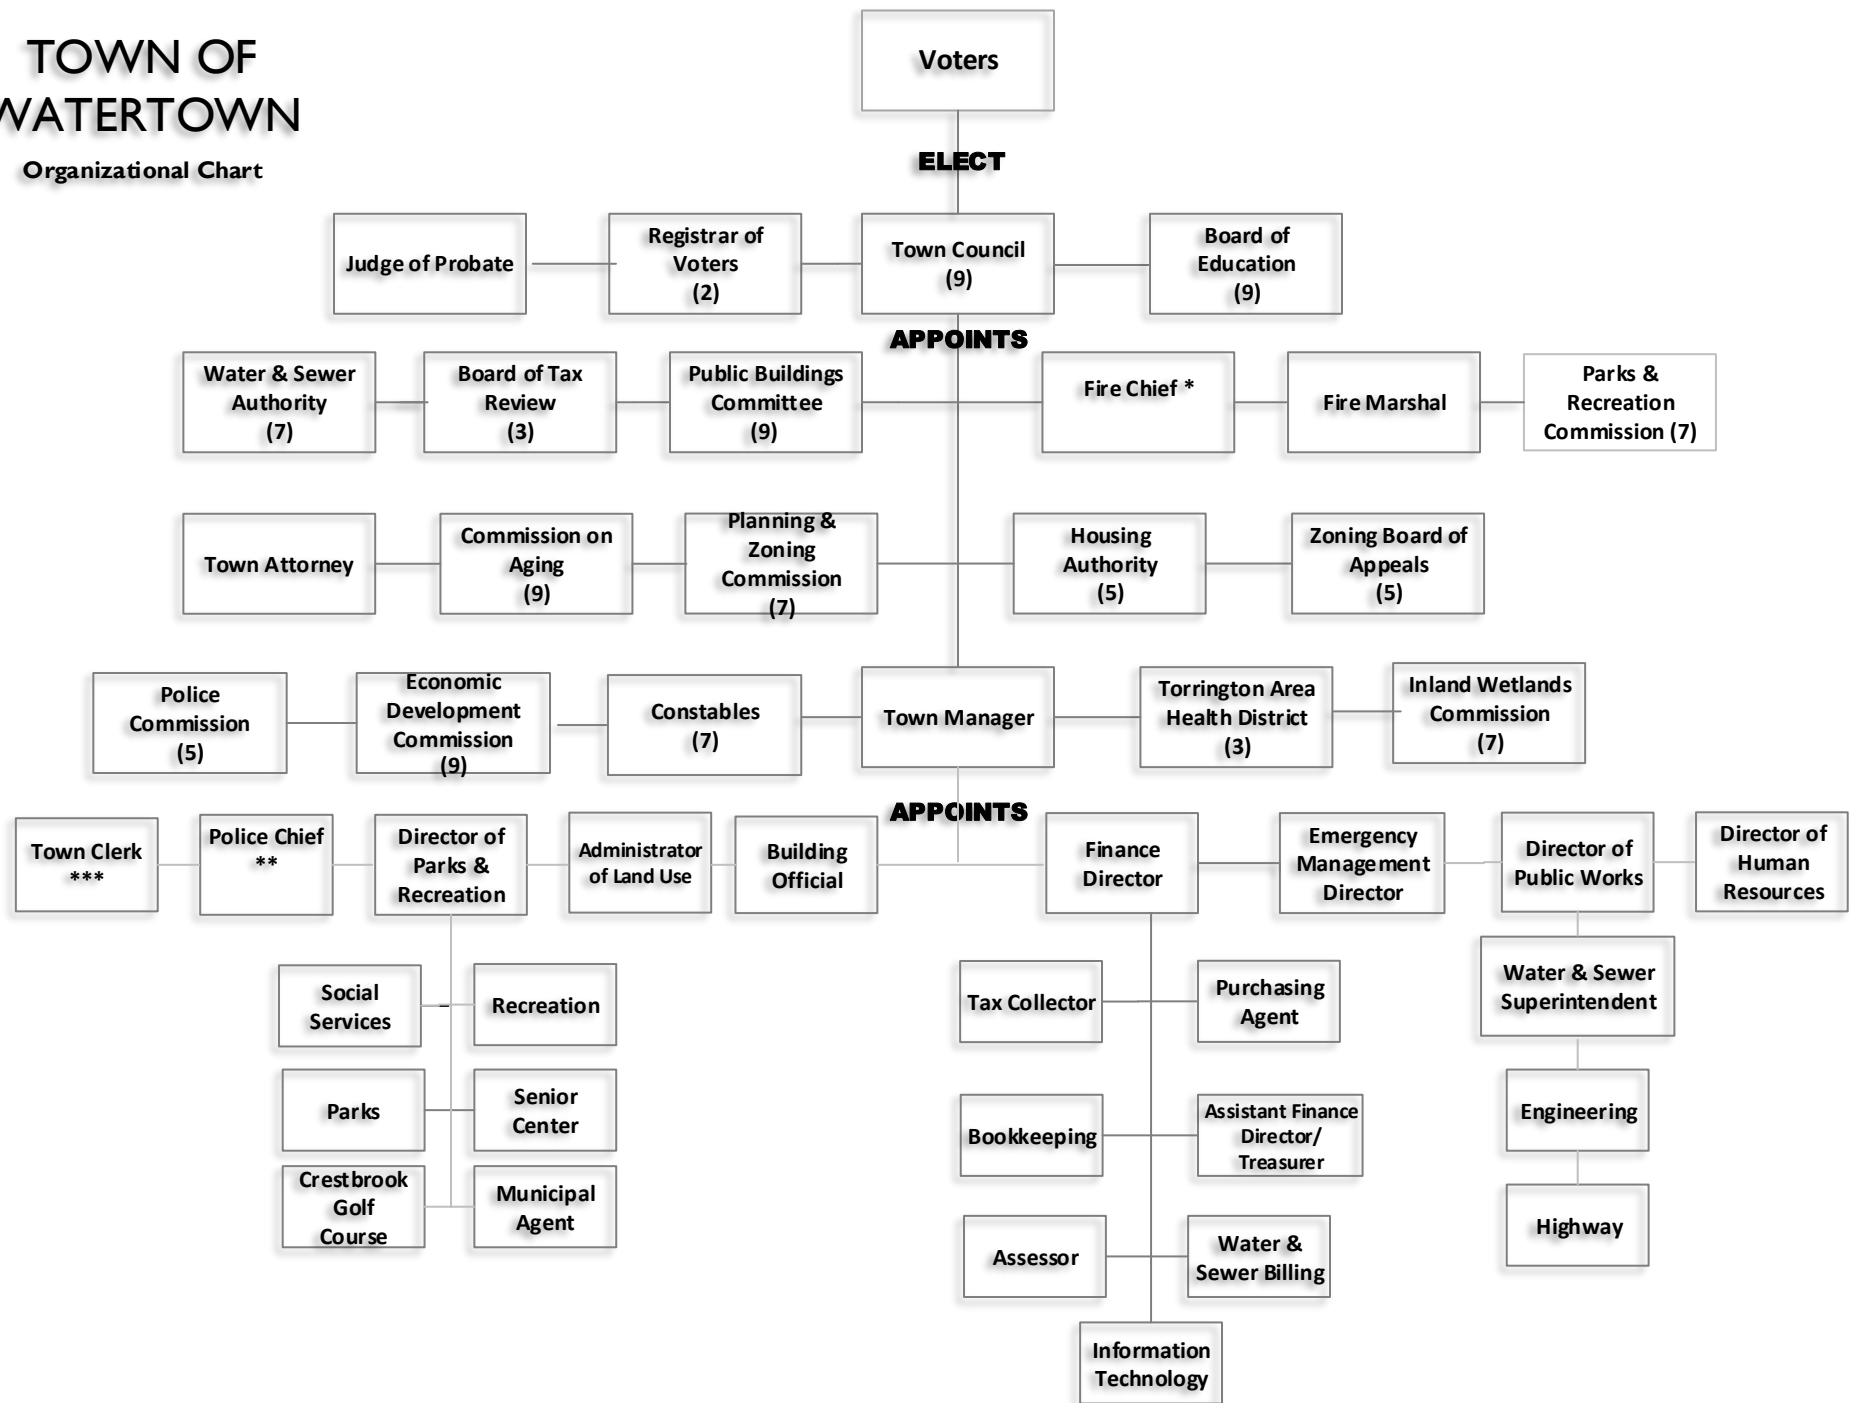 TOWN OF
WATERTOWN
Organizational Chart
Voters
ELECT
Judge of Probate
Registrar of
Voters
(2)
Town Council
(9)
Board of
Education
(9)
APPOINTS
Water & Sewer
Authority
(7)
Board of Tax
Review
(3)
Public Buildings
Committee
(9)
Fire Chief *
Fire Marshal
Parks &
Recreation
Commission (7)
Town Attorney
Commission on
Aging
(9)
Planning &
Zoning
Commission
(7)
Housing
Authority
(5)
Zoning Board of
Appeals
(5)
Police
Commission
(5)
Economic
Development
Commission
(9)
Constables
(7)
Town Manager
Torrington Area
Health District
(3)
Inland Wetlands
Commission
(7)
APPOINTS
Town Clerk
***
Police Chief
**
Director of
Parks &
Recreation
Administrator
of Land Use
Building
Official
Finance
Director
Emergency
Management
Director
Director of
Public Works
Director of
Human
Resources
Social
Services
Recreation
Parks
Senior
Center
Crestbrook
Golf
Course
Municipal
Agent
Tax Collector
Purchasing
Agent
Bookkeeping
Assistant Finance
Director/
Treasurer
Assessor
Water &
Sewer Billing
Information
Technology
Water & Sewer
Superintendent
Engineering
Highway